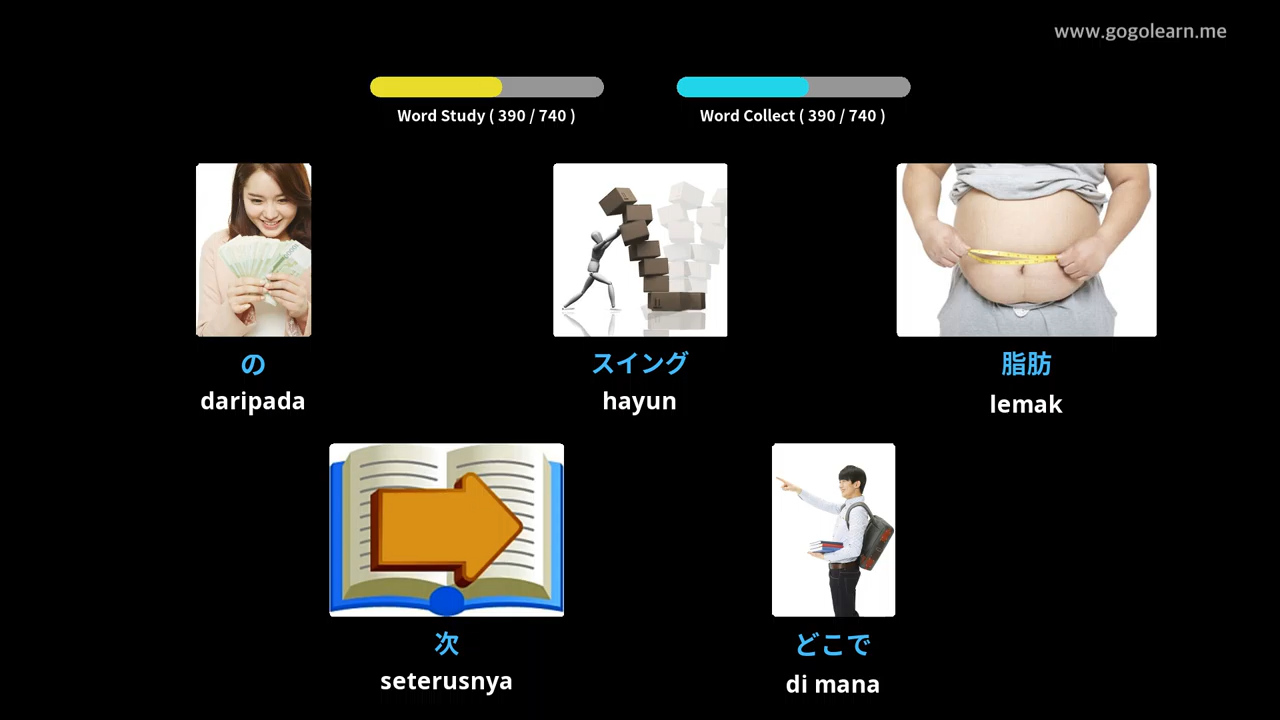 www.gogolearn.me
Word Study ( 390 / 740 )
Word Collect ( 390 / 740 )
の
daripada
スイング
hayun
脂肪
lemak
次
seterusnya
どこで
di mana